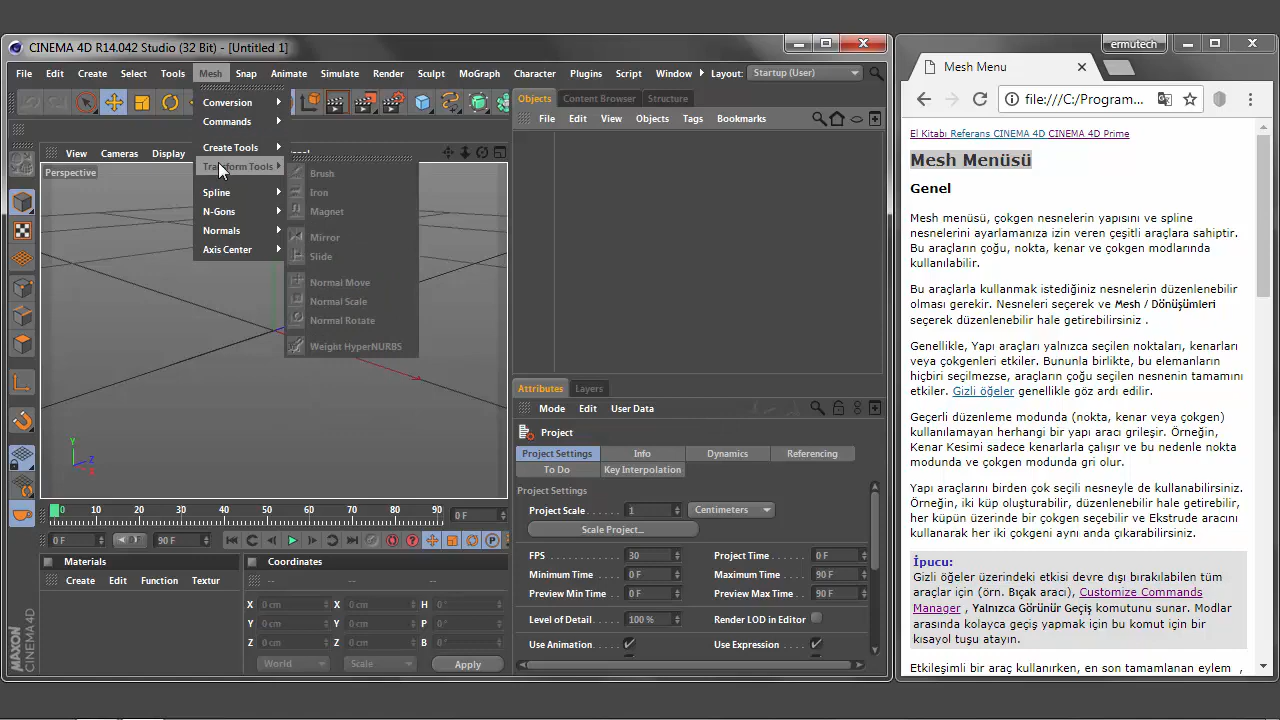 CINEMA 4D R14.042 Studio (32 Bit) - [Untitled 1]
File Edit Create Select Tools Mesh Snap Animate Simulate Render Sculpt MoGraph Character Plugins Script Window Layout: Startup (User)
Conversion
Commands
Create Tools
Transform Tools
Spline
N-Gons
Normals
Axis Center
Brush
Iron
Magnet
Mirror
Slide
Normal Move
Normal Scale
Normal Rotate
Weight HyperNURBS
View Cameras Display
Perspective
Y
Z
X
0 10 20 30 40 50 60 70 80 90 0 F
0 F 90 F
Materials
Create Edit Function Textur
Coordinates
-- -- --
X 0 cm X 0 cm H 0 °
Y 0 cm Y 0 cm P 0 °
Z 0 cm Z 0 cm B 0 °
World Scale Apply
MAXON
CINEMA 4D
Objects Content Browser Structure
File Edit View Objects Tags Bookmarks
Attributes Layers
Mode Edit User Data
Project
Project Settings Info Dynamics Referencing
To Do Key Interpolation
Project Settings
Project Scale 1 Centimeters
Scale Project...
FPS 30 Project Time 0 F
Minimum Time 0 F Maximum Time 90 F
Preview Min Time 0 F Preview Max Time 90 F
Level of Detail 100 % Render LOD in Editor
Use Animation Use Expression
ermutech
Mesh Menu
file:///C:/Program...
El Kitabı Referans CINEMA 4D CINEMA 4D Prime
Mesh Menüsü
Genel
Mesh menüsü, çokgen nesnelerin yapısını ve spline
nesnelerini ayarlamanıza izin veren çeşitli araçlara sahiptir.
Bu araçların çoğu, nokta, kenar ve çokgen modlarında
kullanılabilir.
Bu araçlarla kullanmak istediğiniz nesnelerin düzenlenebilir
olması gerekir. Nesneleri seçerek ve Mesh / Dönüşümleri
seçerek düzenlenebilir hale getirebilirsiniz .
Genellikle, Yapı araçları yalnızca seçilen noktaları, kenarları
veya çokgenleri etkiler. Bununla birlikte, bu elemanların
hiçbiri seçilmezse, araçların çoğu seçilen nesnenin tamamını
etkiler. Gizli öğeler genellikle göz ardı edilir.
Geçerli düzenleme modunda (nokta, kenar veya çokgen)
kullanılamayan herhangi bir yapı aracı grileşir. Örneğin,
Kenar Kesimi sadece kenarlarla çalışır ve bu nedenle nokta
modunda ve çokgen modunda gri olur.
Yapı araçlarını birden çok seçili nesneyle de kullanabilirsiniz.
Örneğin, iki küp oluşturabilir, düzenlenebilir hale getirebilir,
her küpün üzerinde bir çokgen seçebilir ve Ekstrude aracını
kullanarak her iki çokgeni aynı anda çıkarabilirsiniz.
İpucu:
Gizli öğeler üzerindeki etkisi devre dışı bırakılabilen tüm
araçlar için (örn. Bıçak aracı), Customize Commands
Manager , Yalnızca Görünür Geçiş komutunu sunar. Modlar
arasında kolayca geçiş yapmak için bu komut için bir
kısayol tuşu atayın.
Etkileşimli bir araç kullanırken, en son tamamlanan eylem ,